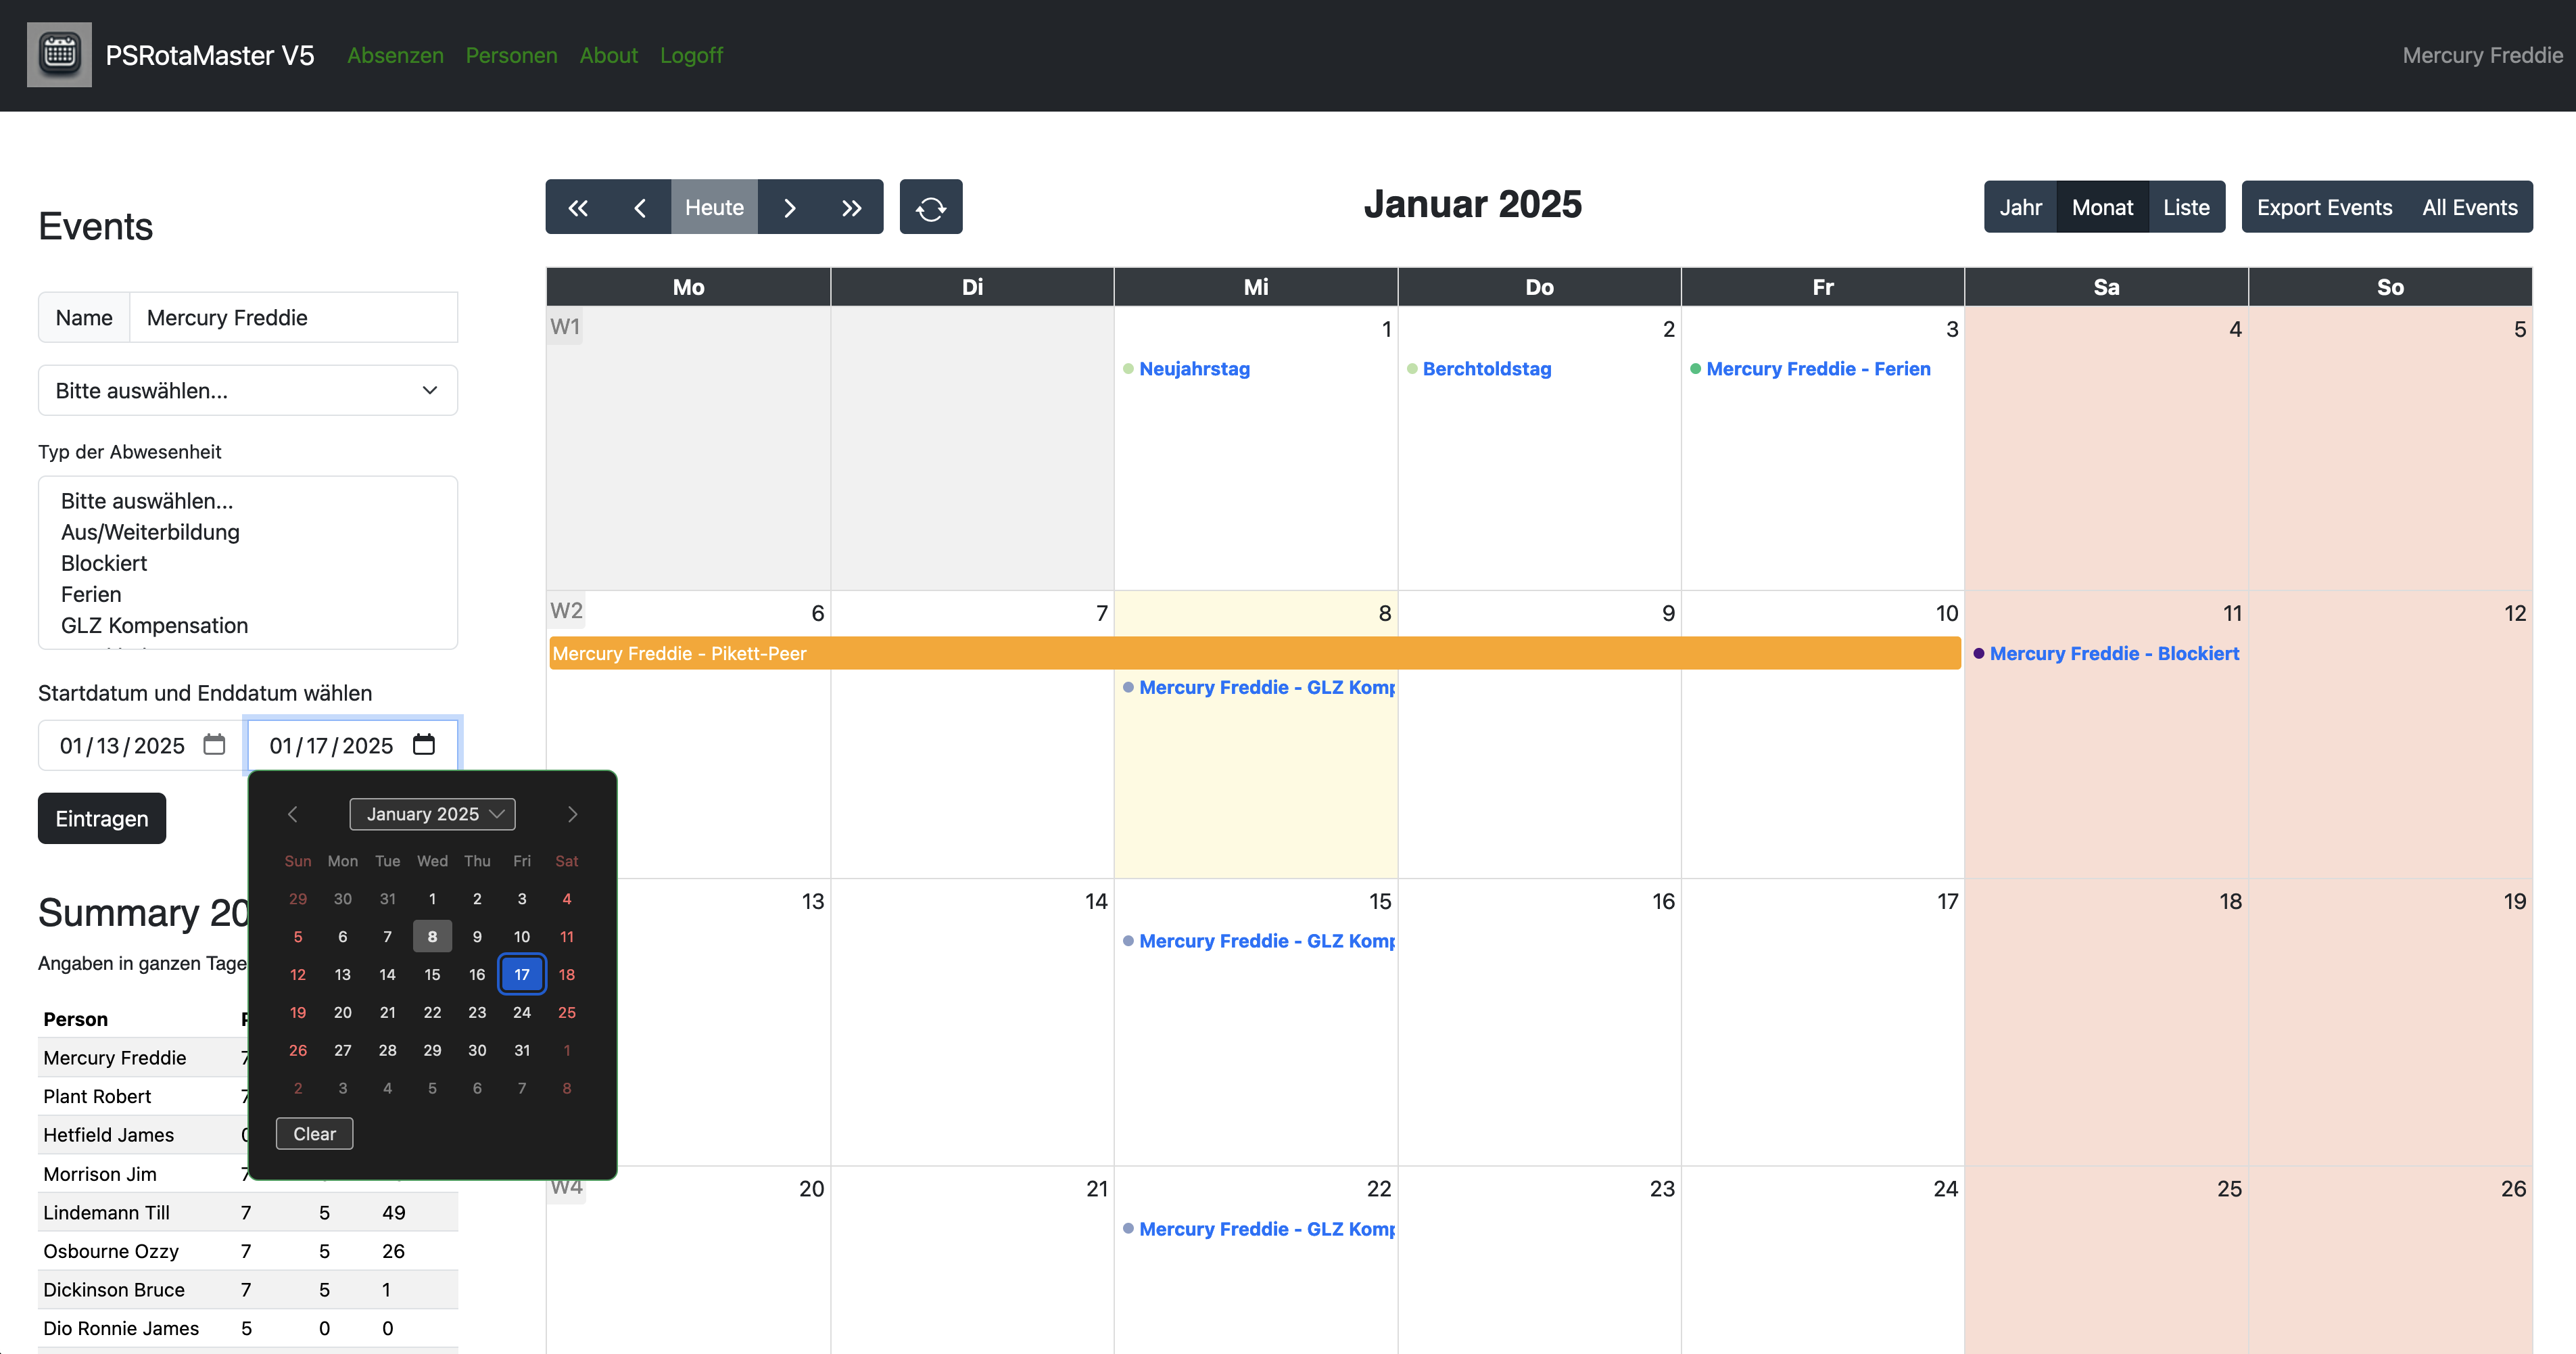 PSRotaMaster V5 Absenzen Personen About Logoff Mercury Freddie
Events
Name Mercury Freddie
Bitte auswählen...
Typ der Abwesenheit
Bitte auswählen...
Aus/Weiterbildung
Blockiert
Ferien
GLZ Kompensation
Startdatum und Enddatum wählen
01/13/2025 01/17/2025
Eintragen
January 2025
Sun Mon Tue Wed Thu Fri Sat
29 30 31 1 2 3 4
5 6 7 8 9 10 11
12 13 14 15 16 17 18
19 20 21 22 23 24 25
26 27 28 29 30 31 1
2 3 4 5 6 7 8
Clear
Summary 20
Angaben in ganzen Tage
Person
Mercury Freddie 7
Plant Robert 7
Hetfield James 0
Morrison Jim 7
Lindemann Till 7 5 49
Osbourne Ozzy 7 5 26
Dickinson Bruce 7 5 1
Dio Ronnie James 5 0 0
Heute
Januar 2025
Jahr Monat Liste Export Events All Events
Mo Di Mi Do Fr Sa So
W1 1 2 3 4 5
Neujahrstag Berchtoldstag Mercury Freddie - Ferien
W2 6 7 8 9 10 11 12
Mercury Freddie - Pikett-Peer Mercury Freddie - Blockiert
Mercury Freddie - GLZ Komp
13 14 15 16 17 18 19
Mercury Freddie - GLZ Komp
W4 20 21 22 23 24 25 26
Mercury Freddie - GLZ Komp